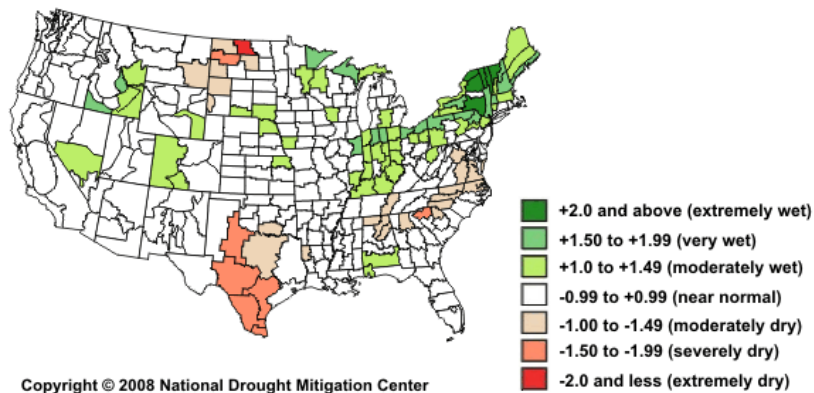 +2.0 and above (extremely wet)
+1.50 to +1.99 (very wet)
+1.0 to +1.49 (moderately wet)
-0.99 to +0.99 (near normal)
-1.00 to -1.49 (moderately dry)
-1.50 to -1.99 (severely dry)
-2.0 and less (extremely dry)
Copyright © 2008 National Drought Mitigation Center